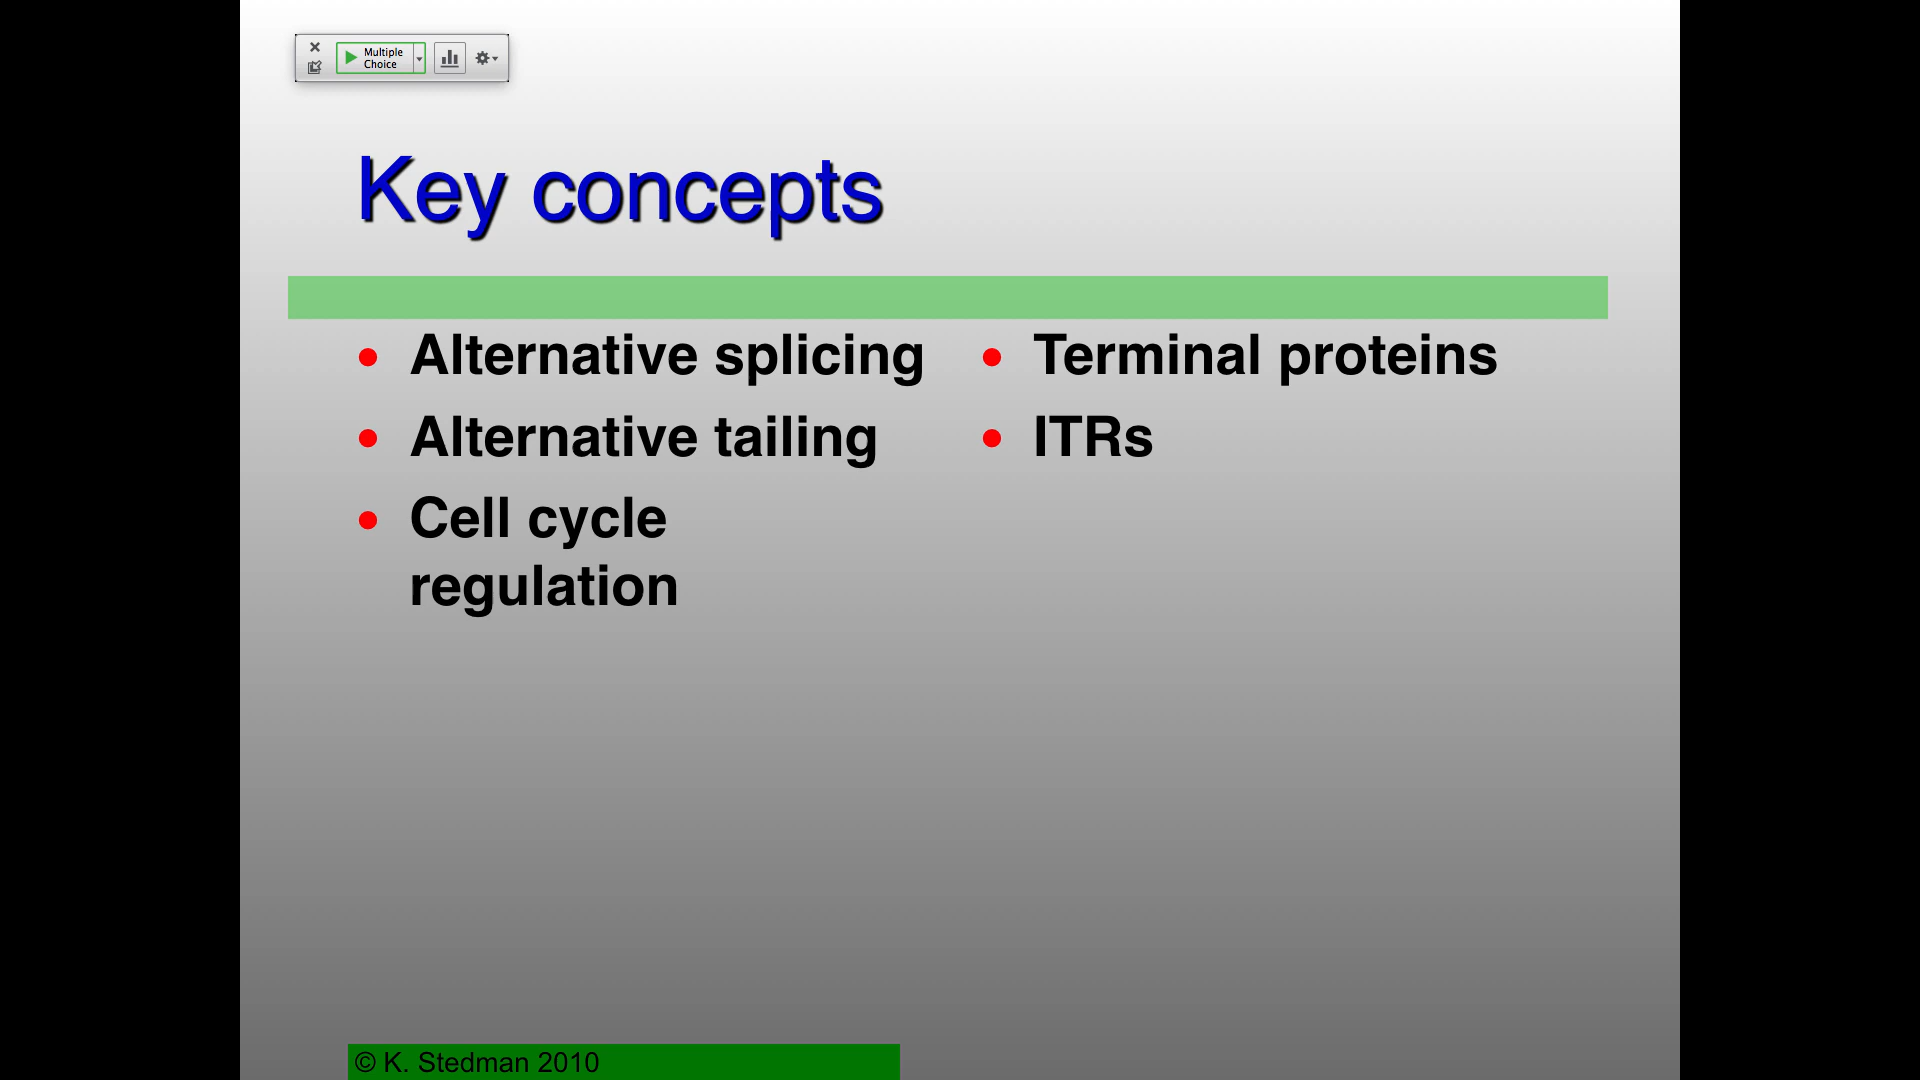 Multiple
Choice
Key concepts
• Alternative splicing
• Alternative tailing
• Cell cycle
regulation
• Terminal proteins
• ITRs
© K. Stedman 2010